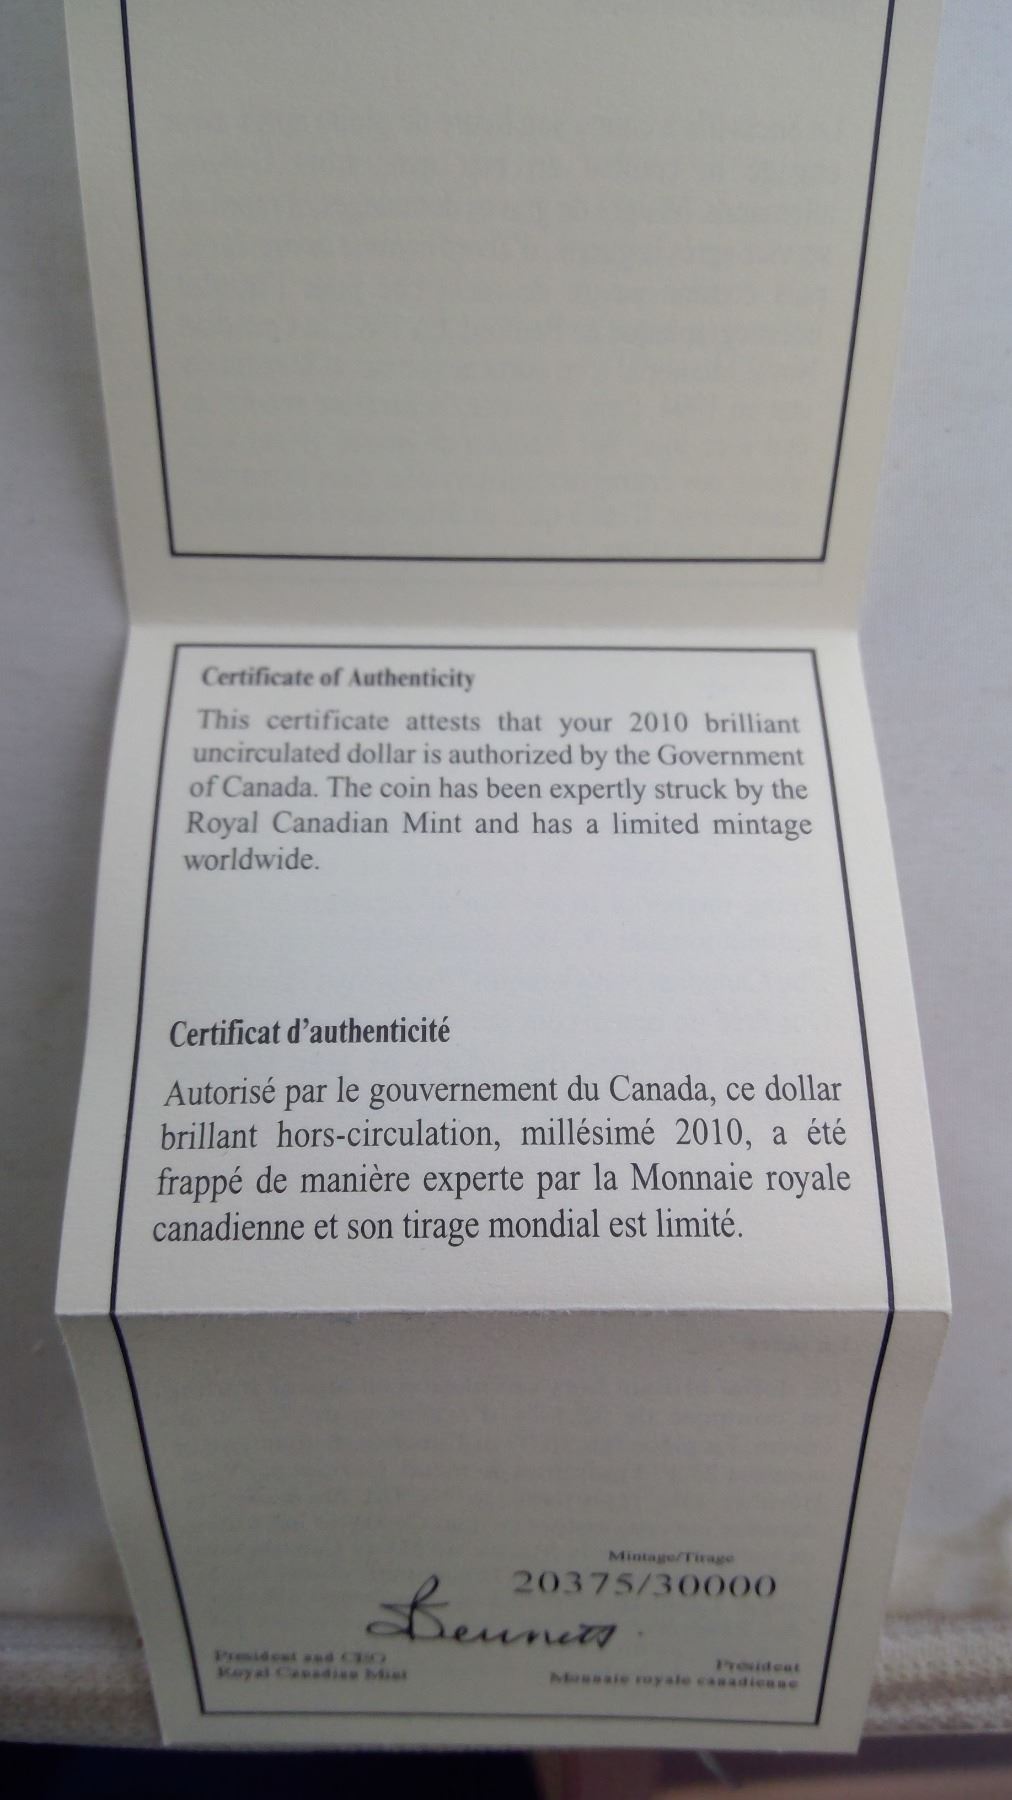 Certificate of Authenticity
This certificate attests that your 2010 brilliant
uncirculated dollar is authorized by the Government
of Canada. The coin has been expertly struck by the
Royal Canadian Mint and has a limited mintage
worldwide.
Certificat d'authenticité
Autorisé par le gouvernement du Canada, ce dollar
brillant hors-circulation, millésimé 2010, a été
frappé de manière experte par la Monnaie royale
canadienne et son tirage mondial est limité.
Mintage/Tirage
20375/30000
President and CEO
Royal Canadian Mint
Président
Monnaie royale canadienne